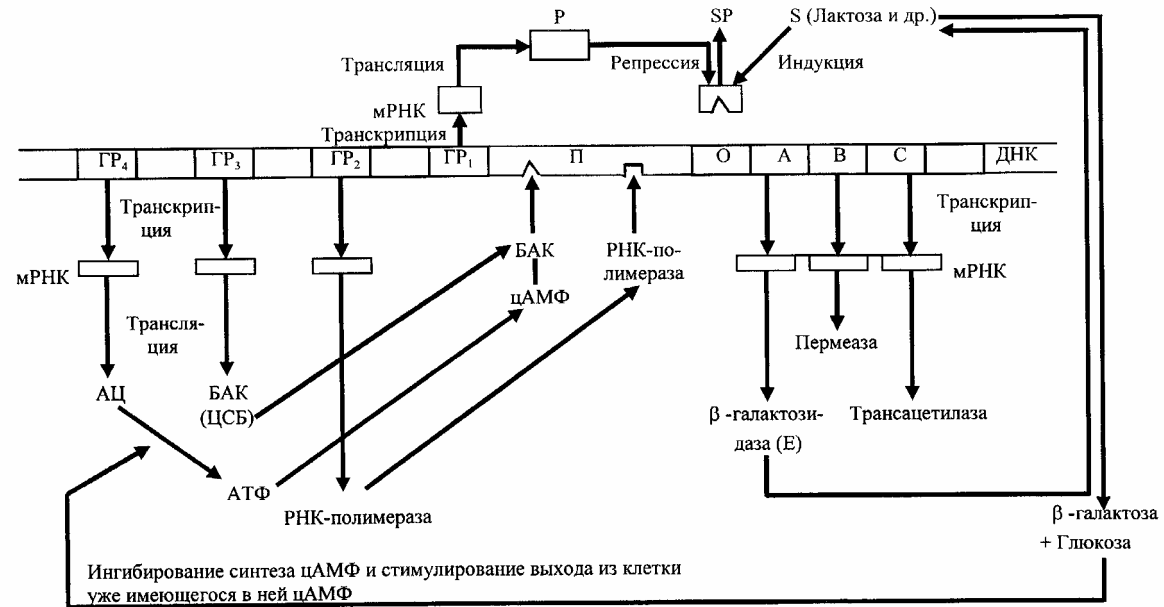 P
SP
S (Лактоза и др.)
Трансляция
Репрессия
Индукция
мРНК
Транскрипция
ГР4
ГР3
ГР2
ГР1
П
О
А
В
С
ДНК
Транскрип-
ция
Транскрип-
ция
БАК
РНК-по-
лимераза
мРНК
мРНК
цАМФ
Трансля-
ция
Пермеаза
АЦ
БАК
(ЦСБ)
β -галактози-
даза (Е)
Трансацетилаза
АТФ
РНК-полимераза
β -галактоза
+ Глюкоза
Ингибирование синтеза цАМФ и стимулирование выхода из клетки
уже имеющегося в ней цАМФ